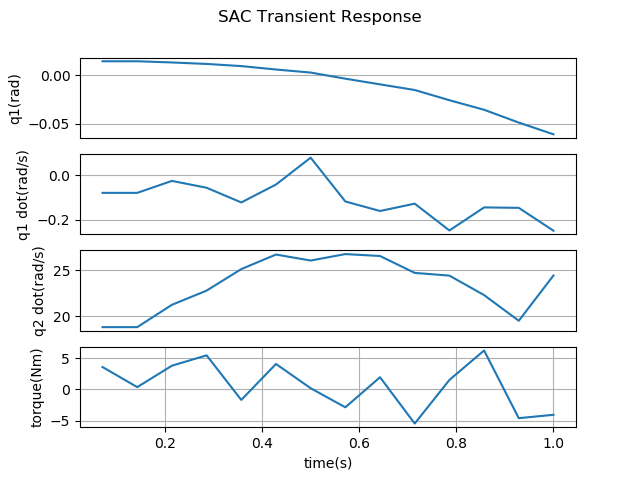 SAC Transient Response
q1(rad)
0.00
−0.05
q1 dot(rad/s)
0.0
−0.2
q2 dot(rad/s)
25
20
torque(Nm)
5
0
−5
0.2 0.4 0.6 0.8 1.0
time(s)